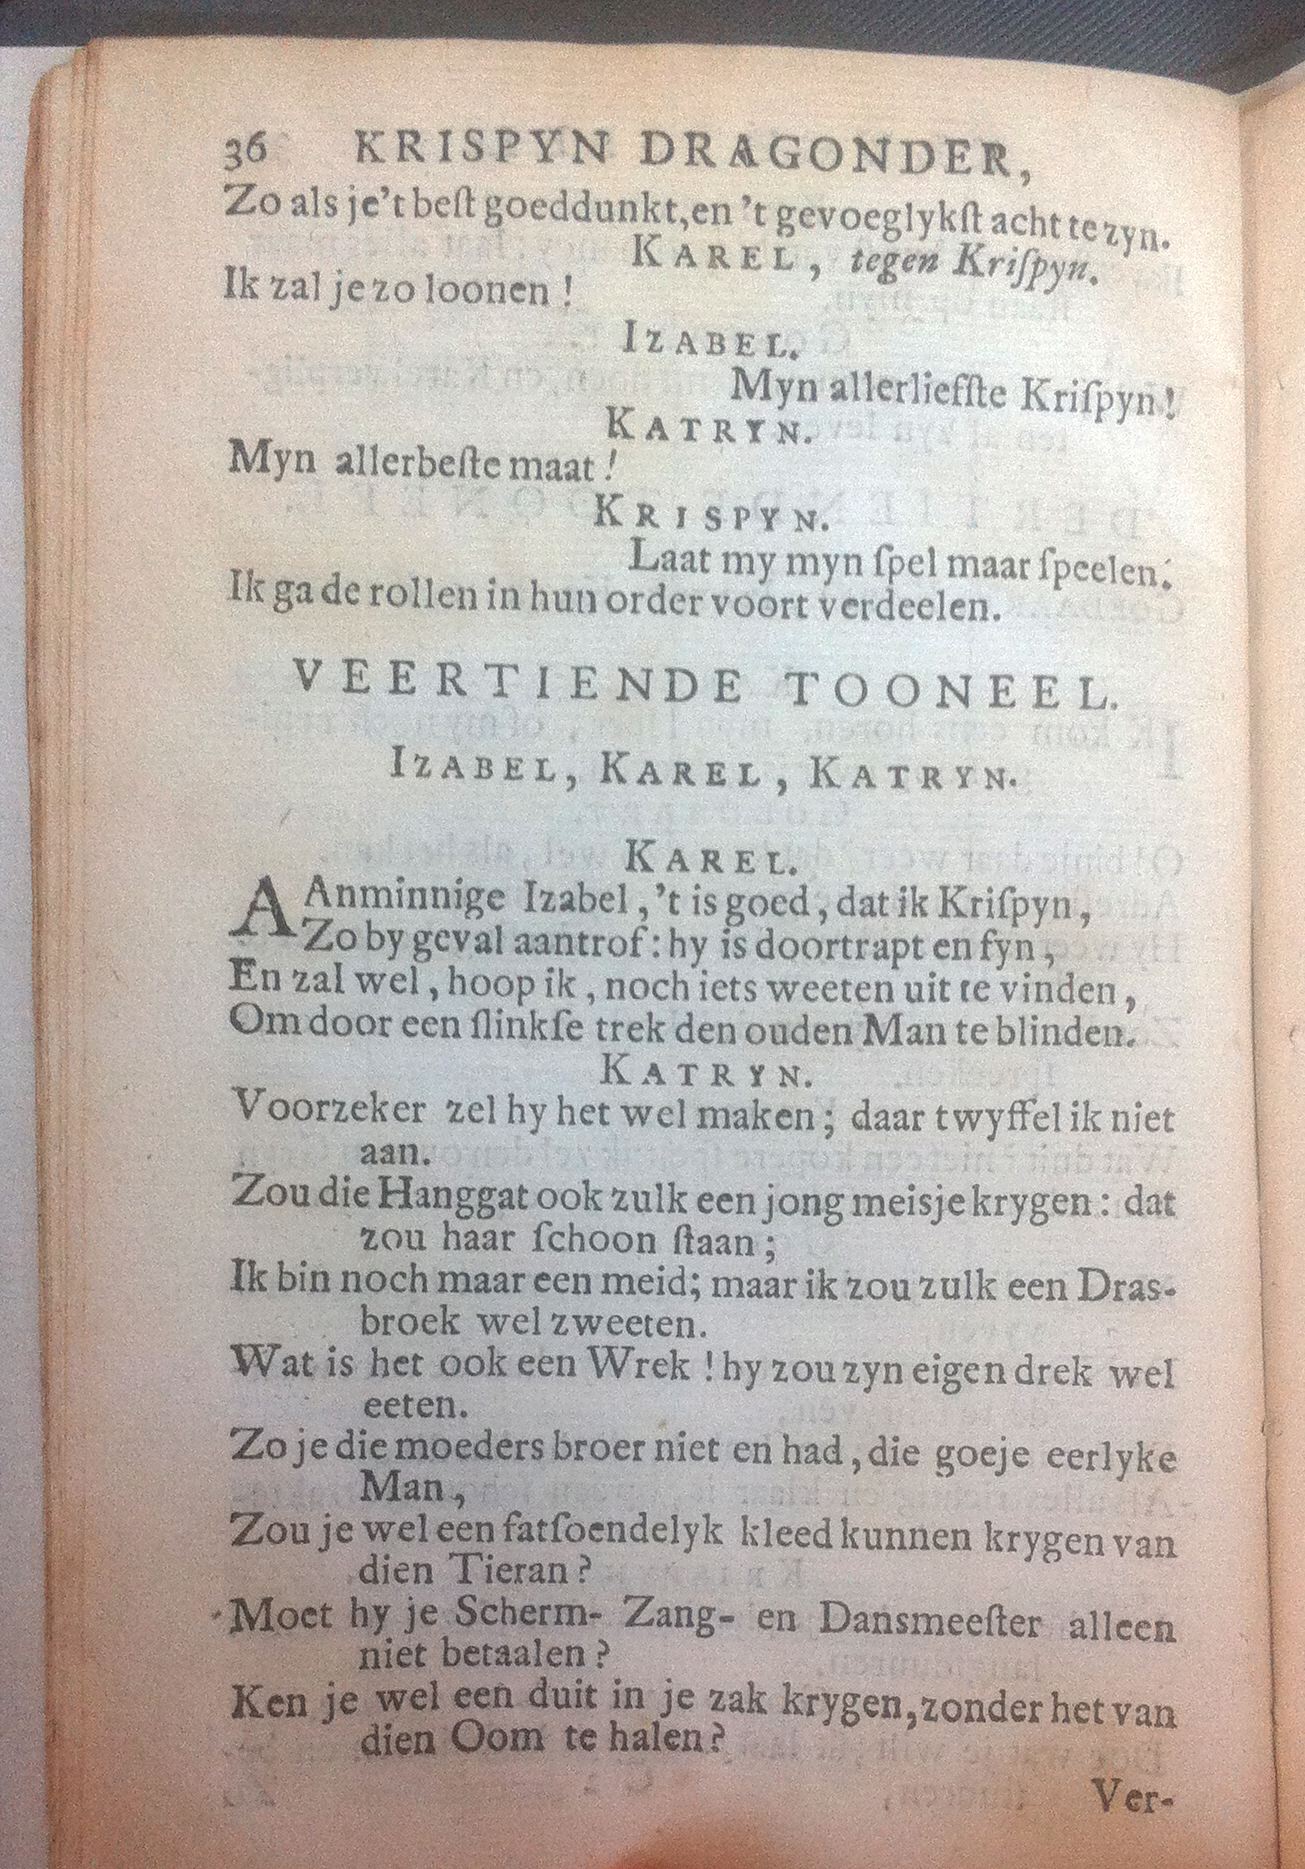 36 KRISPYN DRAGONDER,
Zo als je't beſt goeddunkt, en 't gevoeglykſt acht te zyn.
KAREL, tegen Kriſpyn.
Ik zal je zo loonen!
IZABEL.
Myn allerliefſte Kriſpyn!
KATRYN.
Myn allerbeſte maat!
KRISPYN.
Laat my myn ſpel maar ſpeelen.
Ik ga de rollen in hun order voort verdeelen.
VEERTIENDE TOONEEL.
IZABEL, KAREL, KATRYN.
KAREL.
AAnminnige Izabel, 't is goed, dat ik Kriſpyn,
Zo by geval aantrof: hy is doortrapt en fyn,
En zal wel, hoop ik, noch iets weeten uit te vinden,
Om door een ſlinkſe trek den ouden Man te blinden.
KATRYN.
Voorzeker zel hy het wel maken; daar twyffel ik niet
aan.
Zou die Hanggat ook zulk een jong meisje krygen: dat
zou haar ſchoon ſtaan;
Ik bin noch maar een meid; maar ik zou zulk een Dras-
broek wel zweeten.
Wat is het ook een Wrek! hy zou zyn eigen drek wel
eeten.
Zo je die moeders broer niet en had, die goeje eerlyke
Man,
Zou je wel een fatſoendelyk kleed kunnen krygen van
dien Tieran?
Moet hy je Scherm- Zang- en Dansmeeſter alleen
niet betaalen?
Ken je wel een duit in je zak krygen, zonder het van
dien Oom te halen?
Ver-